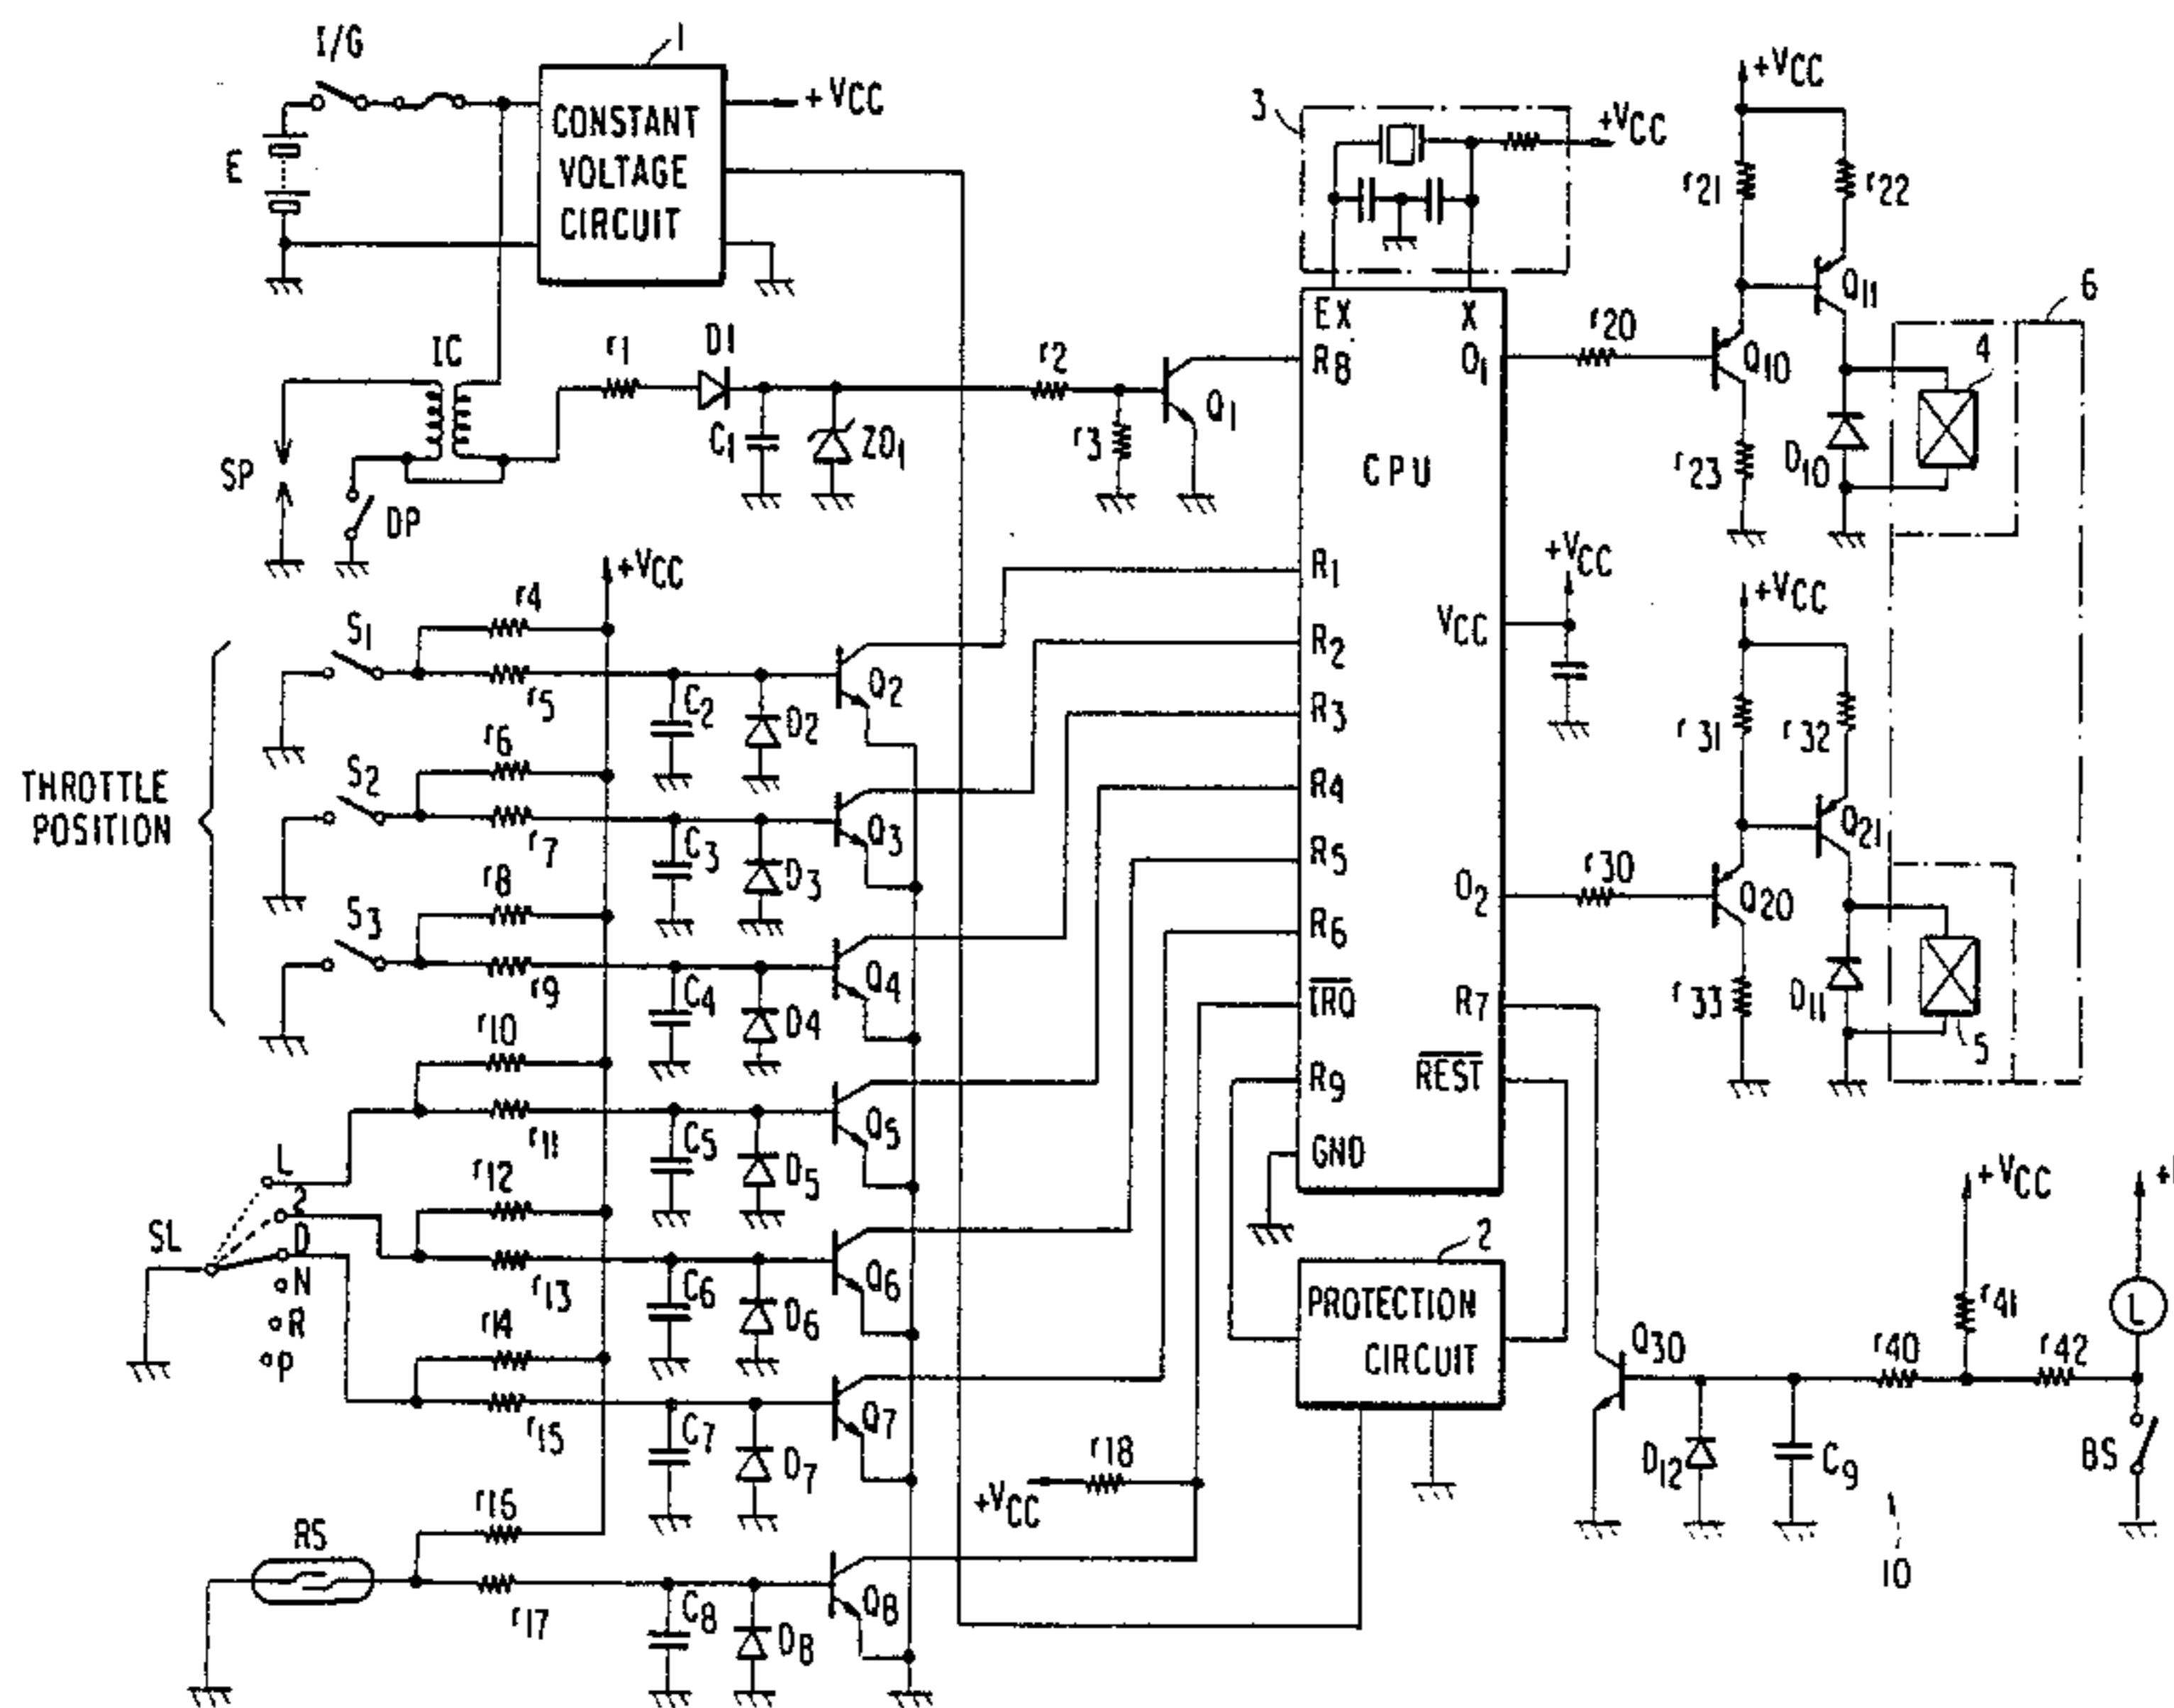 I/G
1
CONSTANT
VOLTAGE
CIRCUIT
+VCC
E
3
+VCC
+VCC
r21
r22
IC
r1
D1
C1
ZD1
r2
r3
Q1
SP
DP
EX
X
R8
O1
CPU
R1
R2
R3
R4
R5
R6
IRQ
R9
GND
VCC
O2
R7
REST
r20
Q10
Q11
r23
D10
4
6
+VCC
+VCC
r31
r32
r30
Q20
Q21
r33
D11
5
THROTTLE
POSITION
+VCC
S1
r4
r5
C2
D2
Q2
S2
r6
r7
C3
D3
Q3
S3
r8
r9
C4
D4
Q4
r10
r11
C5
D5
Q5
SL
L
2
D
N
R
P
r12
r13
C6
D6
Q6
r14
r15
C7
D7
Q7
RS
r16
r17
C8
D8
Q8
+VCC
r18
2
PROTECTION
CIRCUIT
Q30
D12
C9
r40
r41
+VCC
r42
L
BS
10